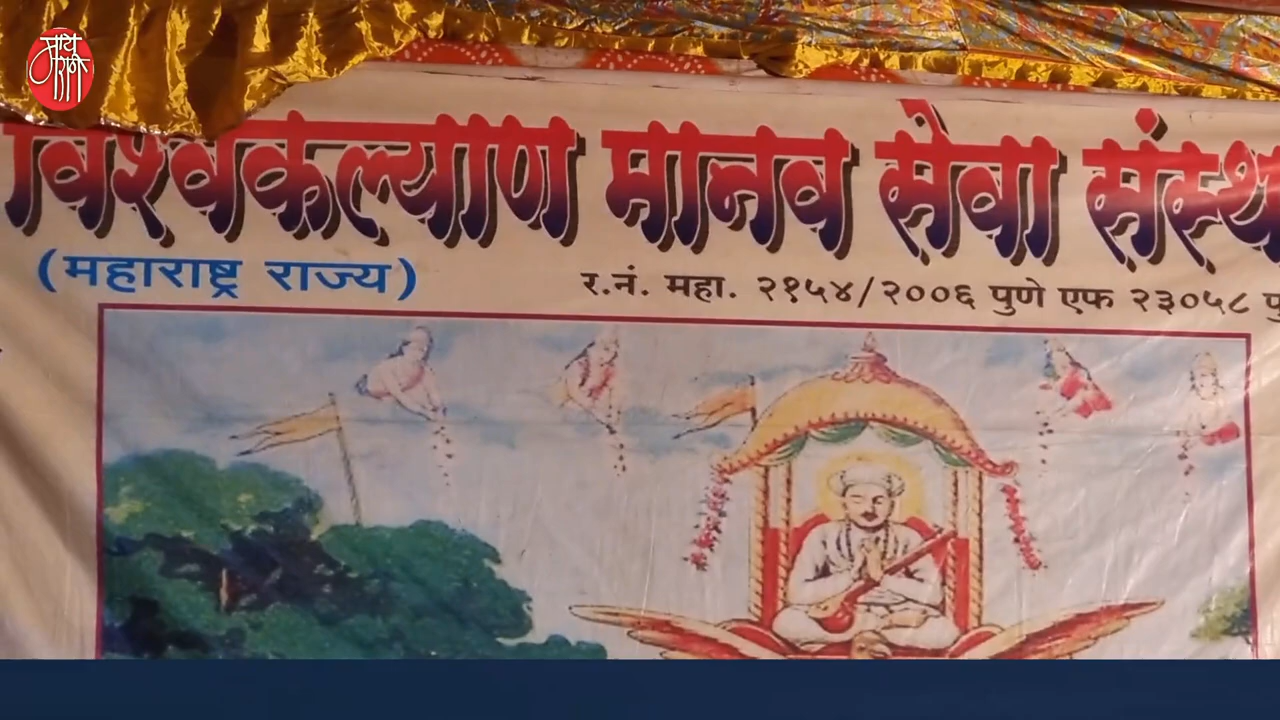 विश्वकल्याण मानव सेवा संस्था
(महाराष्ट्र राज्य)
र.नं. महा. २१५४/२००६ पुणे एफ २३०५८